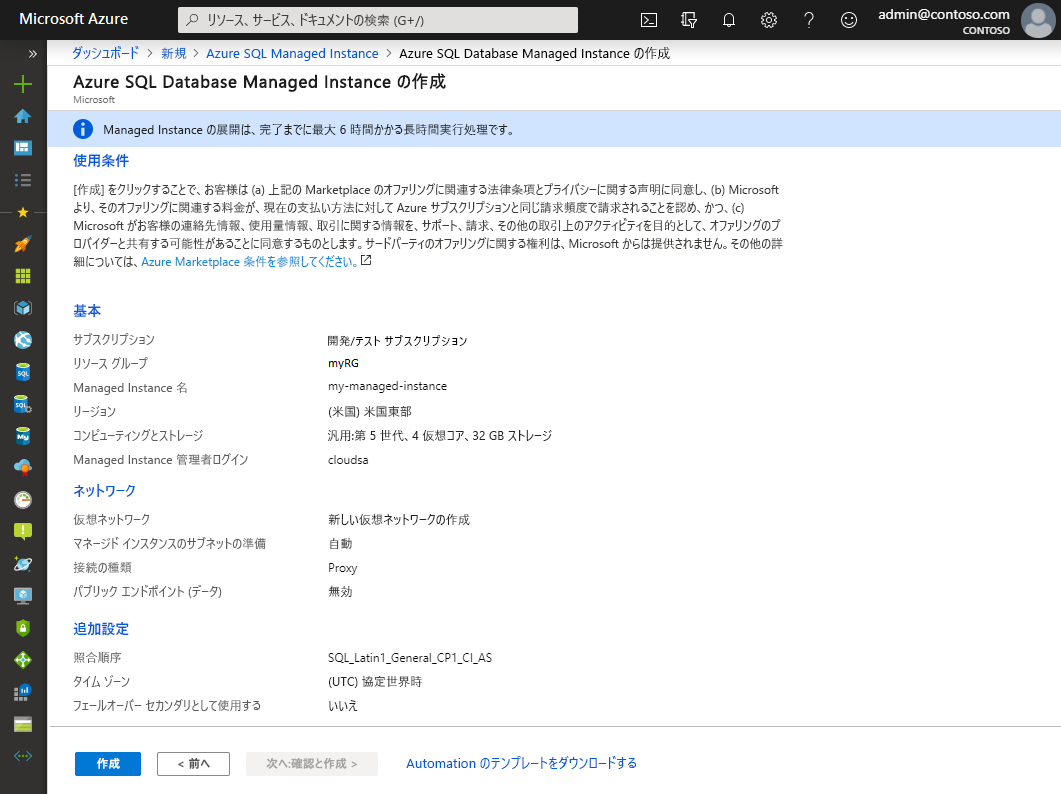 Microsoft Azure
リソース、サービス、ドキュメントの検索 (G+/)
admin@contoso.com
CONTOSO
ダッシュボード > 新規 > Azure SQL Managed Instance > Azure SQL Database Managed Instance の作成
Azure SQL Database Managed Instance の作成
Microsoft
Managed Instance の展開は、完了までに最大 6 時間かかる長時間実行処理です。
使用条件
[作成] をクリックすることで、お客様は (a) 上記の Marketplace のオファリングに関連する法律条項とプライバシーに関する声明に同意し、(b) Microsoft
より、そのオファリングに関連する料金が、現在の支払い方法に対して Azure サブスクリプションと同じ請求頻度で請求されることを認め、かつ、(c)
Microsoft がお客様の連絡先情報、使用量情報、取引に関する情報を、サポート、請求、その他の取引上のアクティビティを目的として、オファリングのプ
ロバイダーと共有する可能性があることに同意するものとします。サードパーティのオファリングに関する権利は、Microsoft からは提供されません。その他の詳
細については、Azure Marketplace 条件を参照してください。
基本
サブスクリプション 開発/テスト サブスクリプション
リソース グループ myRG
Managed Instance 名 my-managed-instance
リージョン (米国) 米国東部
コンピューティングとストレージ 汎用:第 5 世代、4 仮想コア、32 GB ストレージ
Managed Instance 管理者ログイン cloudsa
ネットワーク
仮想ネットワーク 新しい仮想ネットワークの作成
マネージド インスタンスのサブネットの準備 自動
接続の種類 Proxy
パブリック エンドポイント (データ) 無効
追加設定
照合順序 SQL_Latin1_General_CP1_CI_AS
タイム ゾーン (UTC) 協定世界時
フェールオーバー セカンダリとして使用する いいえ
作成 < 前へ 次へ:確認と作成 > Automation のテンプレートをダウンロードする